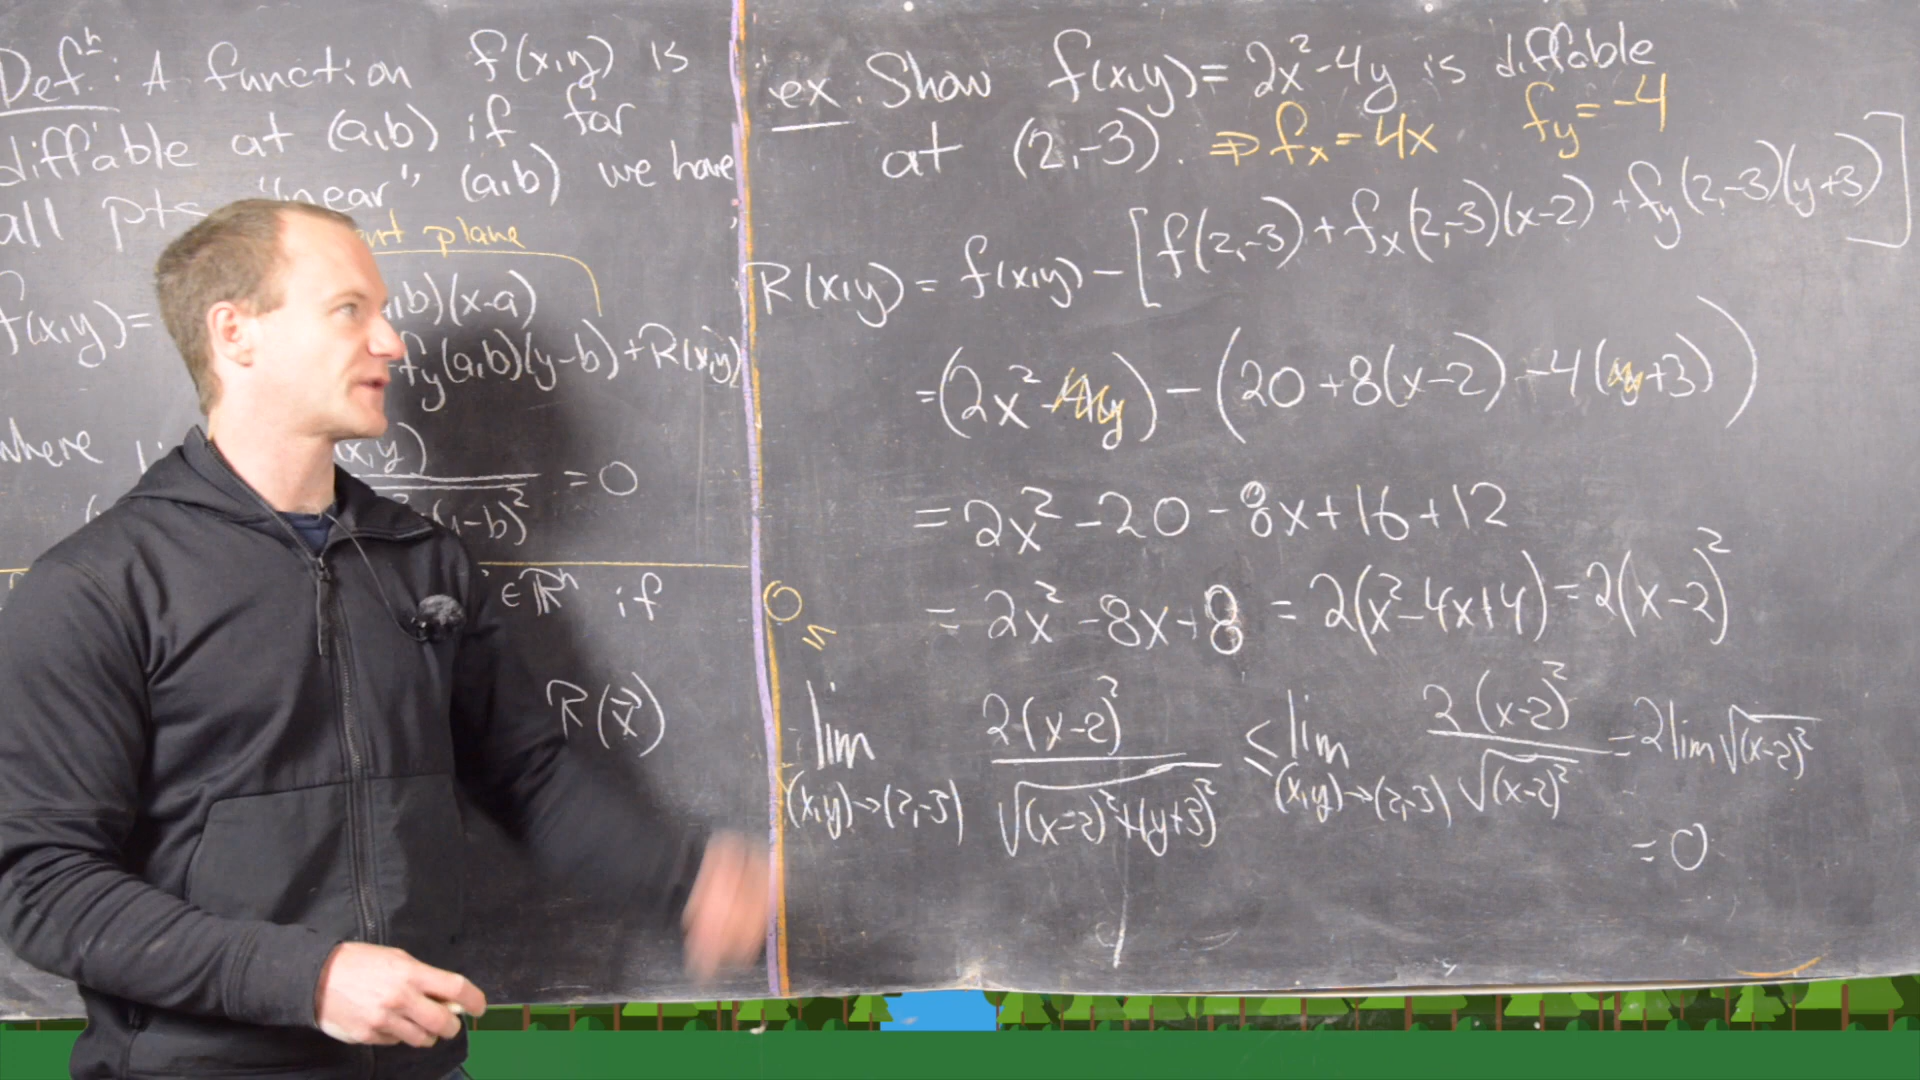 Defⁿ: A function f(x,y) is
diffable at (a,b) if for
all pts "near" (a,b) we have
plane
f(x,y)= ,b)(x-a)
fy(a,b)(y-b)+R(x,y)
where x,y) =0
-b)²
∈ℝⁿ if
R(x⃗)
ex. Show f(x,y)= 2x²-4y is diffable
at (2,-3). ⇒ fx=4x fy=-4
R(x,y)= f(x,y) - [f(2,-3)+fx(2,-3)(x-2)+fy(2,-3)(y+3)]
=(2x²-4y) - (20+8(x-2)-4(y+3))
= 2x²-20-8x+16+12
= 2x²-8x+8 = 2(x²-4x+4)=2(x-2)²
0 ≤
lim (x,y)→(2,-3) 2(x-2)²/√((x-2)²+(y+3)²) ≤ lim (x,y)→(2,-3) 2(x-2)²/√(x-2)² = 2 lim √(x-2)²
= 0